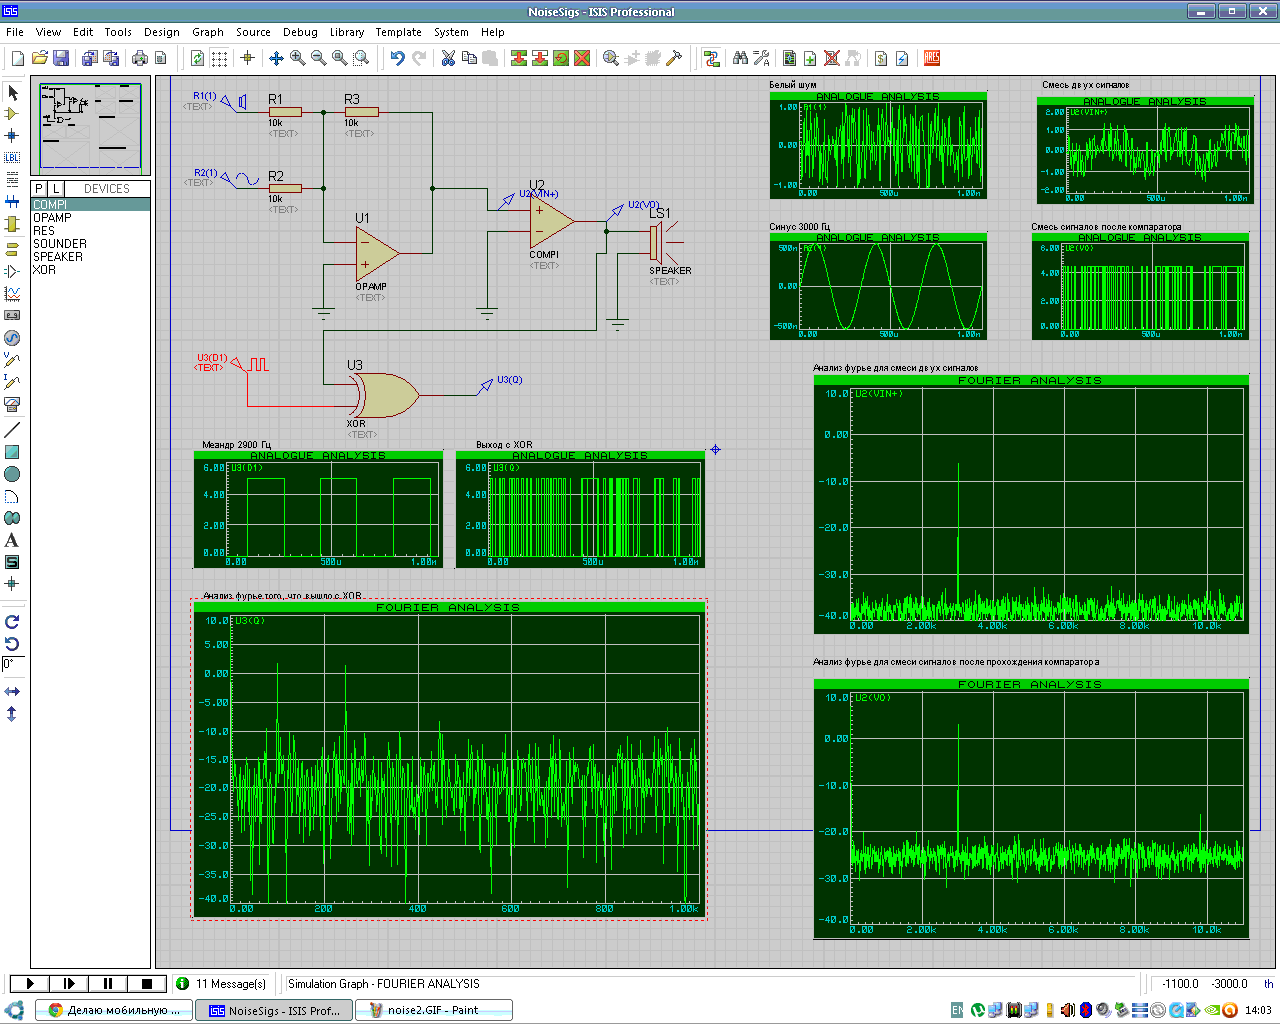 NoiseSigs - ISIS Professional
File View Edit Tools Design Graph Source Debug Library Template System Help
LBL
ARES
P L DEVICES
COMPI
OPAMP
RES
SOUNDER
SPEAKER
XOR
0°
R1(1)
<TEXT>
R1
10k
<TEXT>
R3
10k
<TEXT>
R2(1)
<TEXT>
R2
10k
<TEXT>
U1
OPAMP
<TEXT>
U2
U2(VIN+)
COMPI
<TEXT>
U2(VO)
LS1
SPEAKER
<TEXT>
U3(D1)
<TEXT>
U3
XOR
<TEXT>
U3(Q)
Белый шум
ANALOGUE ANALYSIS
R1(1)
1.00
0.00
-1.00
0.00 500u 1.00m
Смесь двух сигналов
ANALOGUE ANALYSIS
U2(VIN+)
2.00
1.00
0.00
-1.00
-2.00
0.00 500u 1.00m
Синус 3000 Гц
ANALOGUE ANALYSIS
R2(1)
500m
0.00
-500m
0.00 500u 1.00m
Смесь сигналов после компаратора
ANALOGUE ANALYSIS
U2(VO)
6.00
4.00
2.00
0.00
0.00 500u 1.00m
Анализ фурье для смеси двух сигналов
FOURIER ANALYSIS
U2(VIN+)
10.0
0.00
-10.0
-20.0
-30.0
-40.0
0.00 2.00k 4.00k 6.00k 8.00k 10.0k
Меандр 2900 Гц
ANALOGUE ANALYSIS
U3(D1)
6.00
4.00
2.00
0.00
0.00 500u 1.00m
Выход с XOR
ANALOGUE ANALYSIS
U3(Q)
6.00
4.00
2.00
0.00
0.00 500u 1.00m
Анализ фурье того, что вышло с XOR
FOURIER ANALYSIS
U3(Q)
10.0
5.00
0.00
-5.00
-10.0
-15.0
-20.0
-25.0
-30.0
-35.0
-40.0
0.00 200 400 600 800 1.00k
Анализ фурье для смеси сигналов после прохождения компаратора
FOURIER ANALYSIS
U2(VO)
10.0
0.00
-10.0
-20.0
-30.0
-40.0
0.00 2.00k 4.00k 6.00k 8.00k 10.0k
11 Message(s) Simulation Graph - FOURIER ANALYSIS -1100.0 -3000.0 th
Делаю мобильную ... NoiseSigs - ISIS Prof... noise2.GIF - Paint EN 14:03